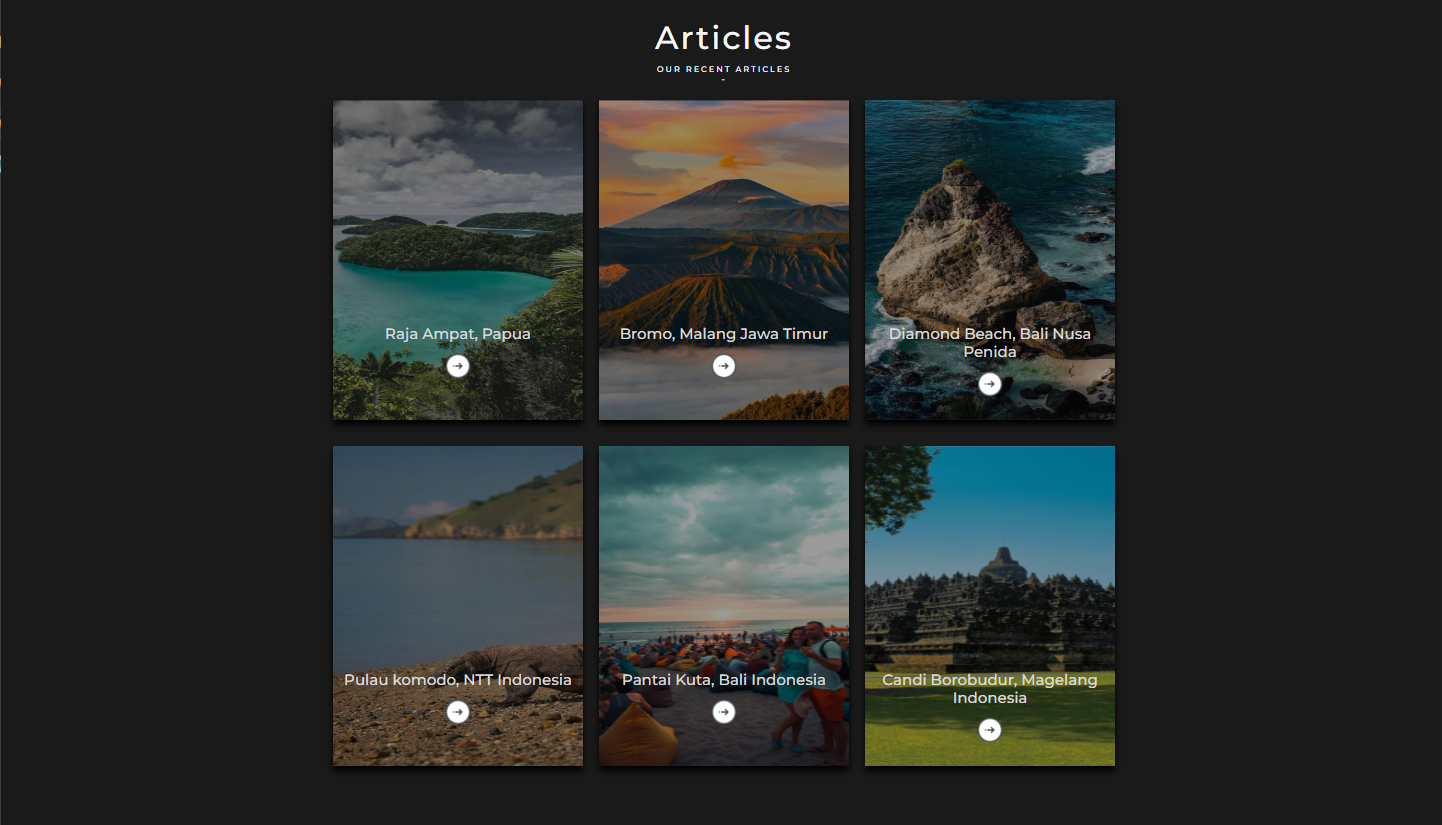 Articles
OUR RECENT ARTICLES
-
Raja Ampat, Papua
Bromo, Malang Jawa Timur
Diamond Beach, Bali Nusa
Penida
Pulau komodo, NTT Indonesia
Pantai Kuta, Bali Indonesia
Candi Borobudur, Magelang
Indonesia